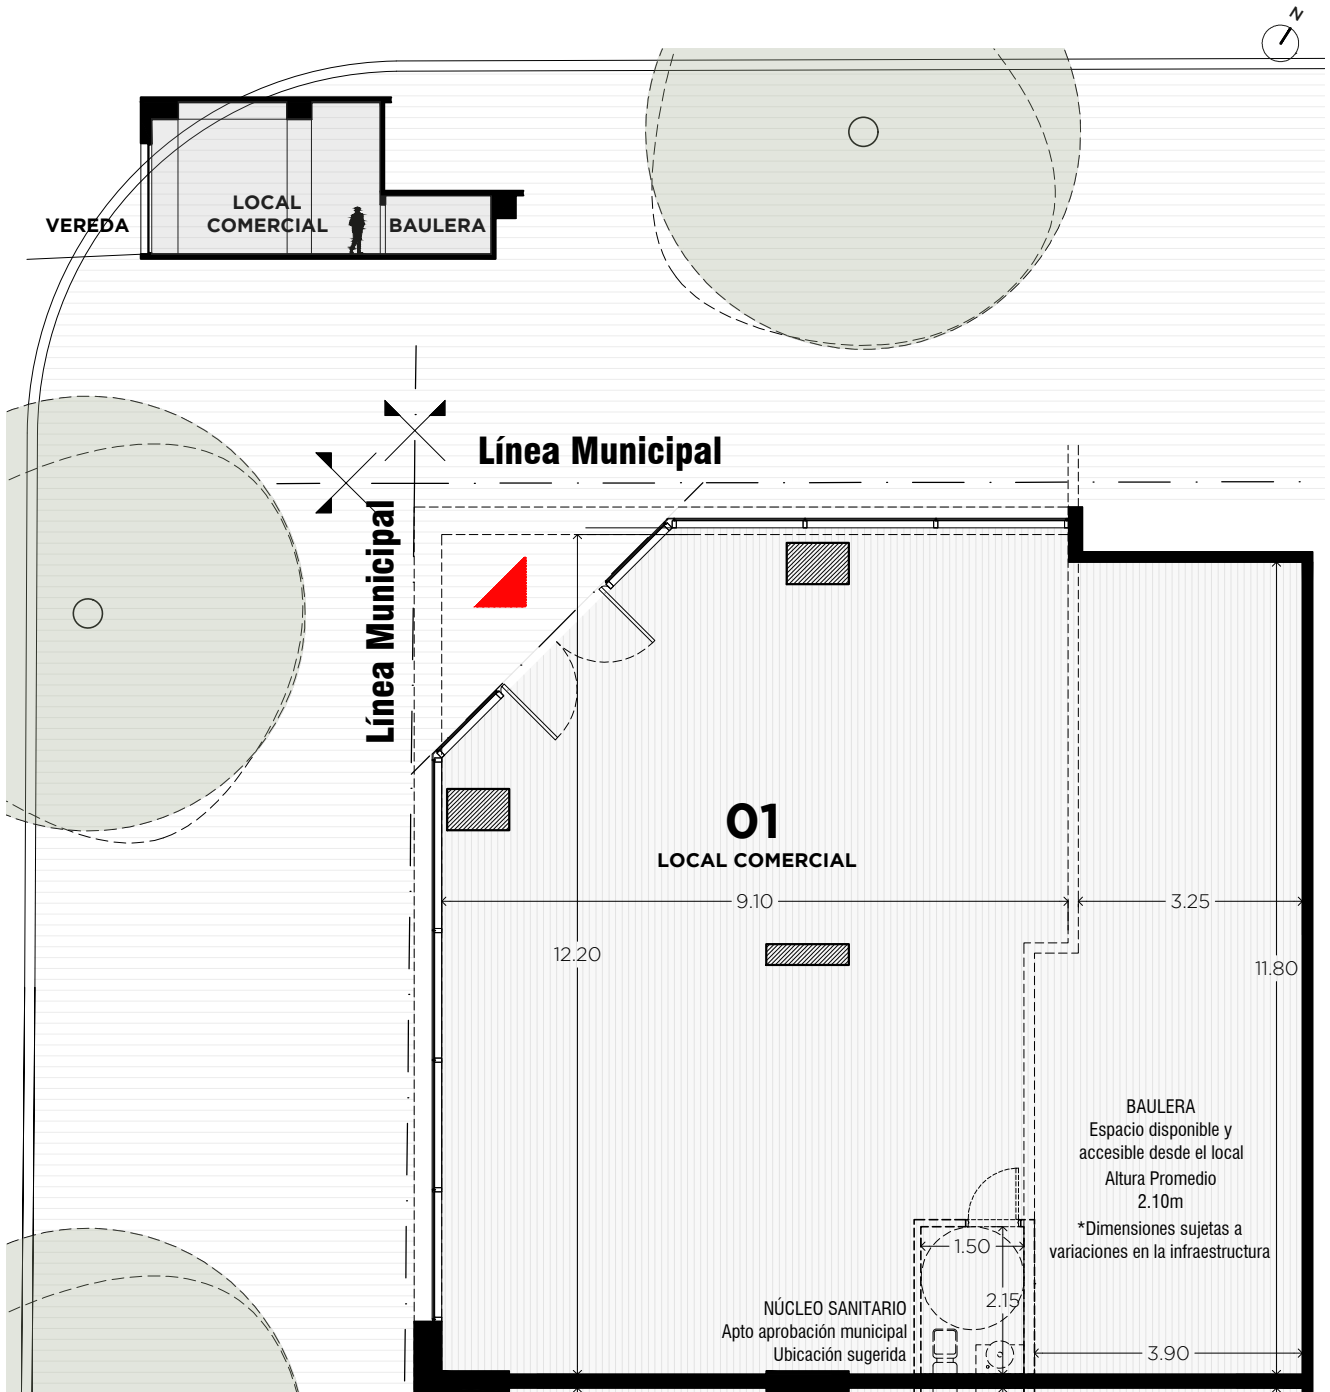 N
VEREDA
LOCAL
COMERCIAL
BAULERA
Línea Municipal
Línea Municipal
01
LOCAL COMERCIAL
9.10
3.25
12.20
11.80
BAULERA
Espacio disponible y
accesible desde el local
Altura Promedio
2.10m
*Dimensiones sujetas a
variaciones en la infraestructura
1.50
2.15
NÚCLEO SANITARIO
Apto aprobación municipal
Ubicación sugerida
3.90